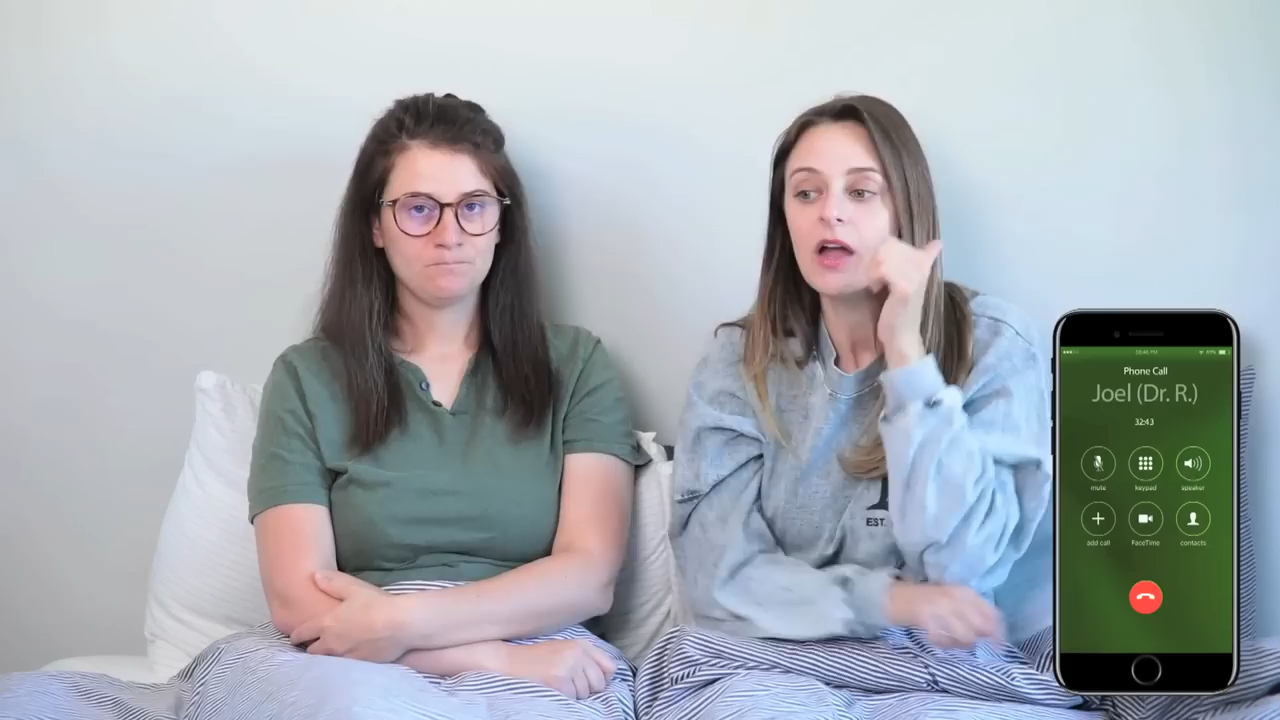 EST.
Phone Call
Joel (Dr. R.)
32:43
mute keypad speaker
add call FaceTime contacts